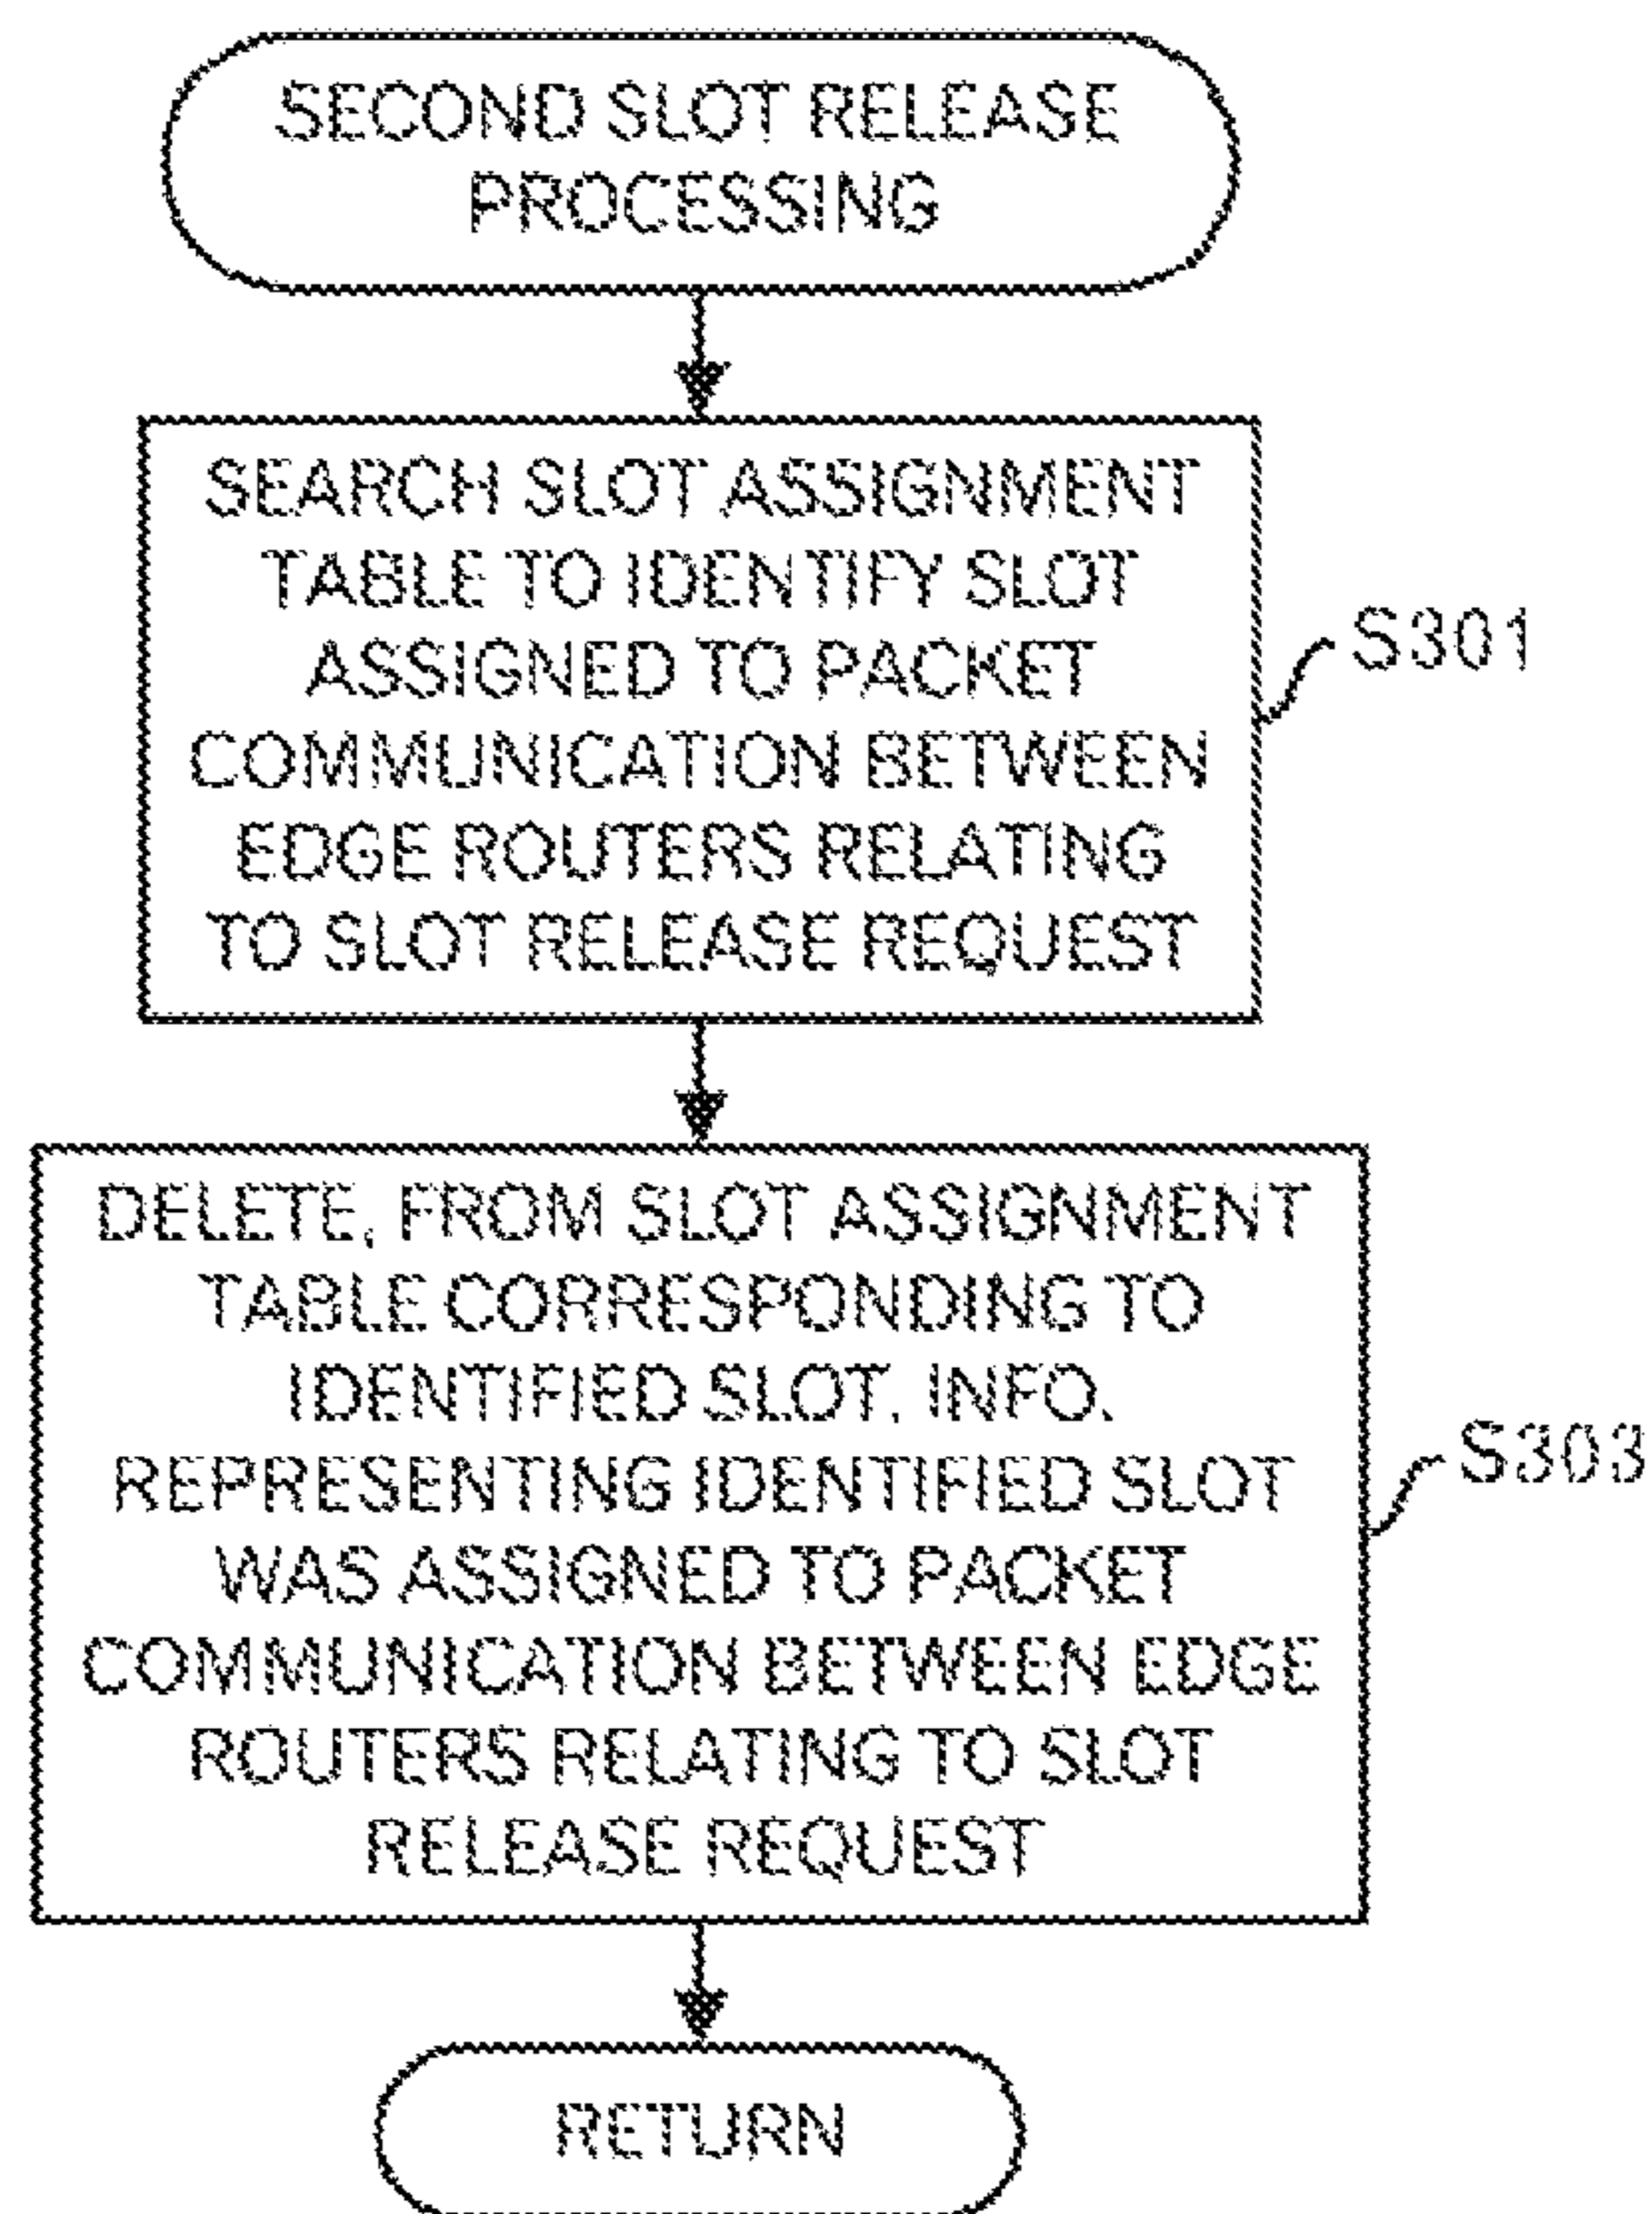 SECOND SLOT RELEASE
PROCESSING
SEARCH SLOT ASSIGNMENT
TABLE TO IDENTIFY SLOT
ASSIGNED TO PACKET
COMMUNICATION BETWEEN
EDGE ROUTERS RELATING
TO SLOT RELEASE REQUEST
S301
DELETE, FROM SLOT ASSIGNMENT
TABLE CORRESPONDING TO
IDENTIFIED SLOT, INFO.
REPRESENTING IDENTIFIED SLOT
WAS ASSIGNED TO PACKET
COMMUNICATION BETWEEN EDGE
ROUTERS RELATING TO SLOT
RELEASE REQUEST
S303
RETURN